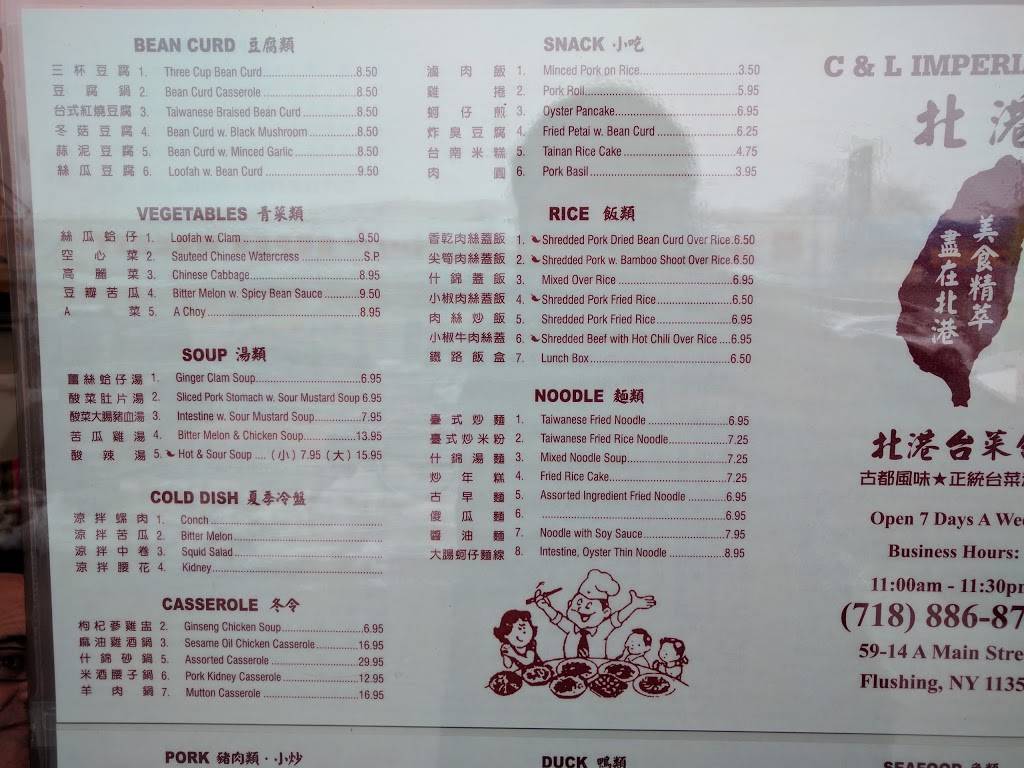 BEAN CURD 豆腐類
三杯豆腐 1. Three Cup Bean Curd 8.50
豆腐鍋 2. Bean Curd Casserole 8.50
台式紅燒豆腐 3. Taiwanese Braised Bean Curd 8.50
冬菇豆腐 4. Bean Curd w. Black Mushroom 8.50
蒜泥豆腐 5. Bean Curd w. Minced Garlic 8.50
絲瓜豆腐 6. Loofah w. Bean Curd 9.50
VEGETABLES 青菜類
絲瓜蛤仔 1. Loofah w. Clam 9.50
空心菜 2. Sauteed Chinese Watercress S.P.
高麗菜 3. Chinese Cabbage 8.95
豆瓣苦瓜 4. Bitter Melon w. Spicy Bean Sauce 9.50
A 菜 5. A Choy 8.95
SOUP 湯類
薑絲蛤仔湯 1. Ginger Clam Soup 6.95
酸菜肚片湯 2. Sliced Pork Stomach w. Sour Mustard Soup 6.95
酸菜大腸豬血湯 3. Intestine w. Sour Mustard Soup 7.95
苦瓜雞湯 4. Bitter Melon & Chicken Soup 13.95
酸辣湯 5. Hot & Sour Soup .... (小) 7.95 (大) 15.95
COLD DISH 夏季冷盤
涼拌螺肉 1. Conch
涼拌苦瓜 2. Bitter Melon
涼拌中卷 3. Squid Salad
涼拌腰花 4. Kidney
CASSEROLE 冬令
枸杞蔘雞盅 2. Ginseng Chicken Soup 6.95
麻油雞酒鍋 3. Sesame Oil Chicken Casserole 16.95
什錦砂鍋 5. Assorted Casserole 29.95
米酒腰子鍋 6. Pork Kidney Casserole 12.95
羊肉鍋 7. Mutton Casserole 16.95
PORK 豬肉類·小炒
SNACK 小吃
滷肉飯 1. Minced Pork on Rice 3.50
雞捲 2. Pork Roll 5.95
蚵仔煎 3. Oyster Pancake 6.95
炸臭豆腐 4. Fried Petai w. Bean Curd 6.25
台南米糕 5. Tainan Rice Cake 4.75
肉圓 6. Pork Basil 3.95
RICE 飯類
香乾肉絲蓋飯 1. Shredded Pork Dried Bean Curd Over Rice. 6.50
尖筍肉絲蓋飯 2. Shredded Pork w. Bamboo Shoot Over Rice. 6.50
什錦蓋飯 3. Mixed Over Rice 6.95
小椒肉絲蓋飯 4. Shredded Pork Fried Rice 6.50
肉絲炒飯 5. Shredded Pork Fried Rice 6.95
小椒牛肉絲蓋 6. Shredded Beef with Hot Chili Over Rice .... 6.95
鐵路飯盒 7. Lunch Box 6.50
NOODLE 麵類
臺式炒麵 1. Taiwanese Fried Noodle 6.95
臺式炒米粉 2. Taiwanese Fried Rice Noodle 7.25
什錦湯麵 3. Mixed Noodle Soup 7.25
炒年糕 4. Fried Rice Cake 7.25
古早麵 5. Assorted Ingredient Fried Noodle 6.95
傻瓜麵 6. 6.95
醬油麵 7. Noodle with Soy Sauce 7.95
大腸蚵仔麵線 8. Intestine, Oyster Thin Noodle 8.95
DUCK 鴨類
C & L IMPERI
北港
美食精萃
盡在北港
北港台菜
古都風味★正統台菜
Open 7 Days A Wee
Business Hours:
11:00am - 11:30pm
(718) 886-87
59-14 A Main Stre
Flushing, NY 1135
SEAFOOD 魚類